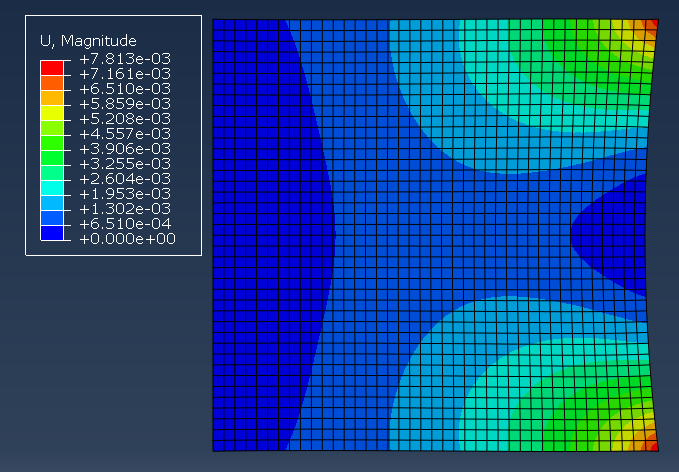 U, Magnitude
+7.813e-03
+7.161e-03
+6.510e-03
+5.859e-03
+5.208e-03
+4.557e-03
+3.906e-03
+3.255e-03
+2.604e-03
+1.953e-03
+1.302e-03
+6.510e-04
+0.000e+00